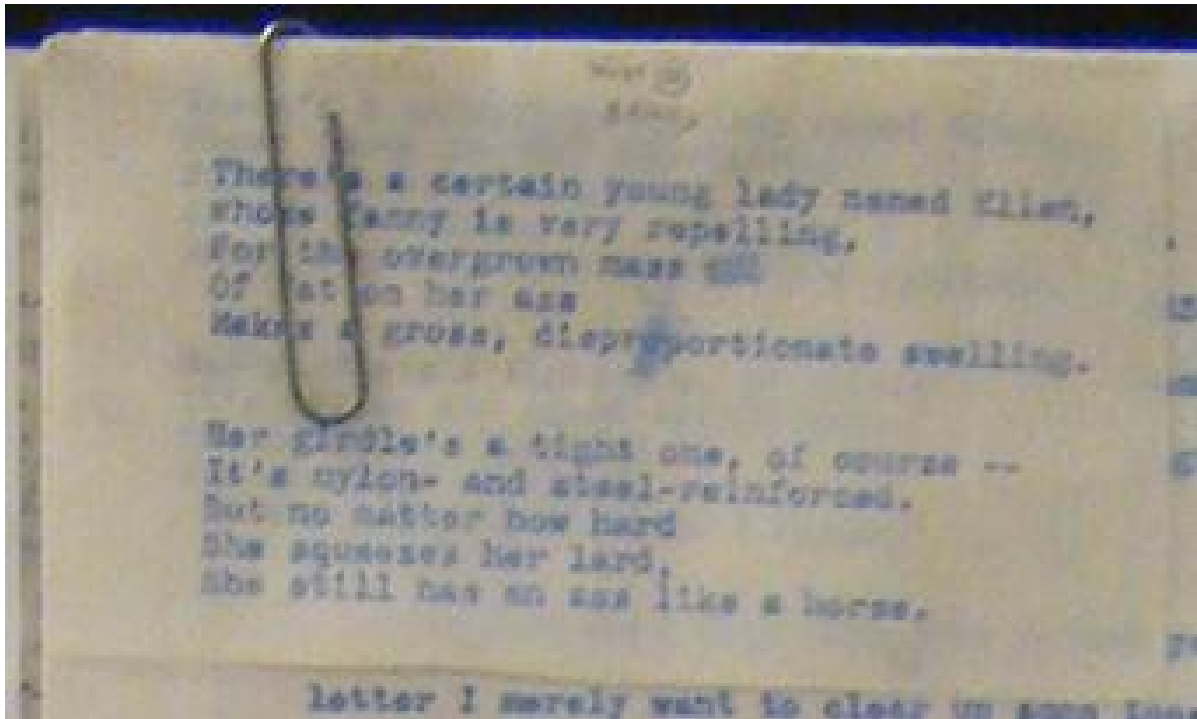 There's a certain young lady named Ellen,
Whose fanny is very repelling,
For the overgrown mass
Of fat on her ass
Makes a gross, disproportionate swelling.
Her girdle's a tight one, of course --
It's nylon- and steel-reinforced.
But no matter how hard
She squeezes her lard,
She still has an ass like a horse.
letter I merely want to clear up some